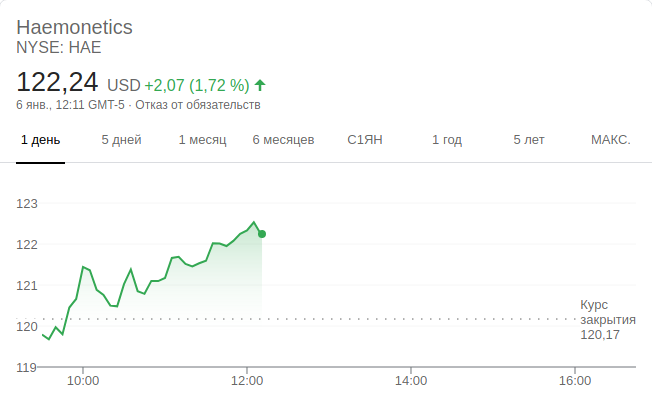 Haemonetics
NYSE: HAE
122,24 USD +2,07 (1,72 %)
6 янв., 12:11 GMT-5 · Отказ от обязательств
1 день 5 дней 1 месяц 6 месяцев С1ЯН 1 год 5 лет МАКС.
123
122
121
120
119
Курс
закрытия
120,17
10:00 12:00 14:00 16:00